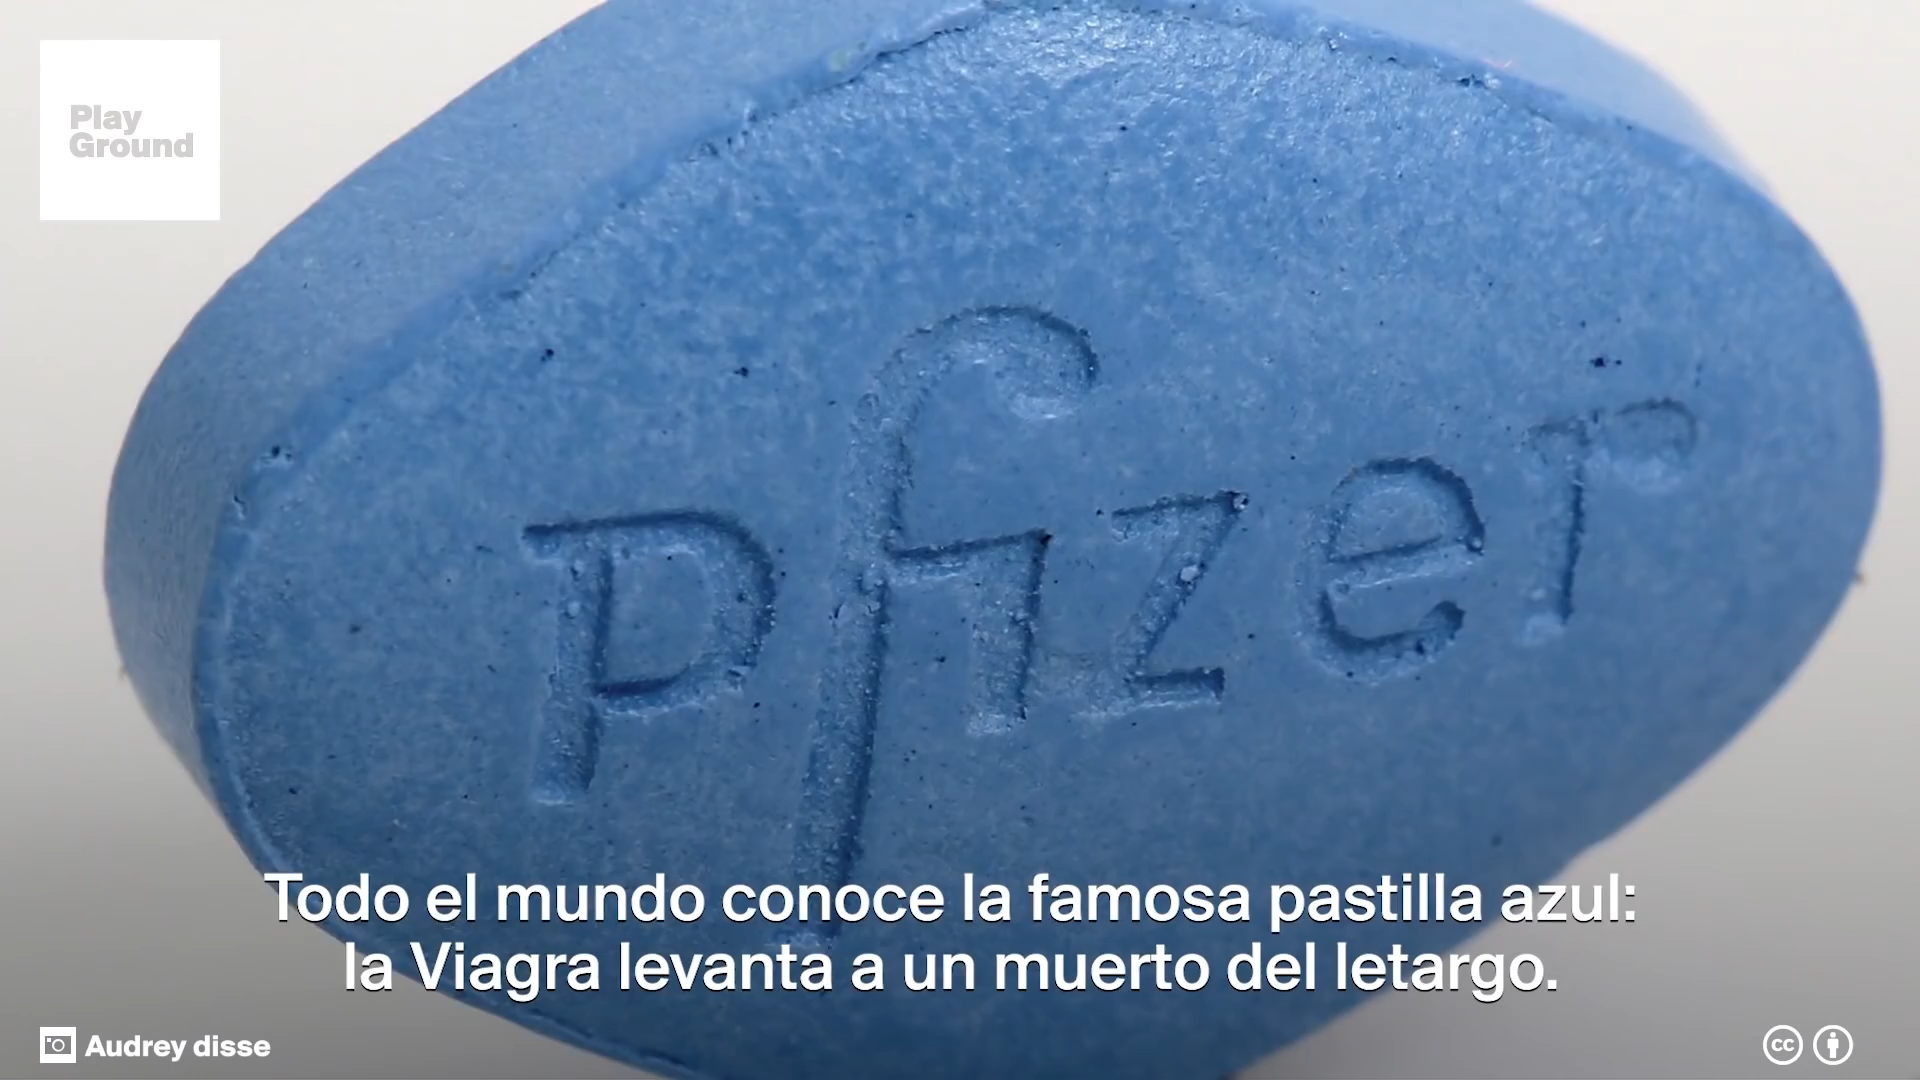 Play
Ground
Pfizer
Todo el mundo conoce la famosa pastilla azul:
la Viagra levanta a un muerto del letargo.
Audrey disse
cc